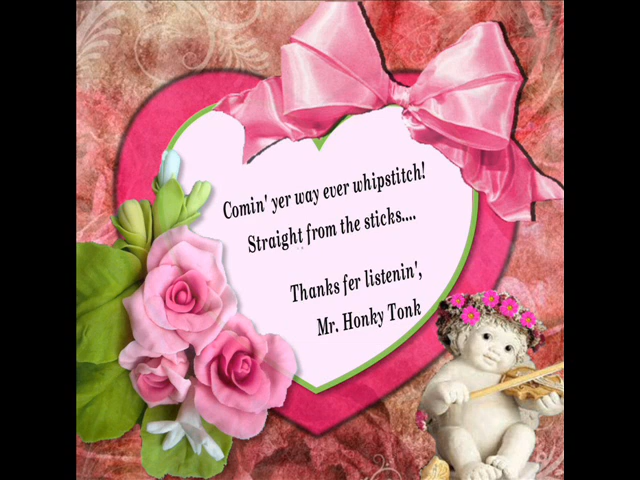 Comin' yer way ever whipstitch!
Straight from the sticks....
Thanks fer listenin',
Mr. Honky Tonk